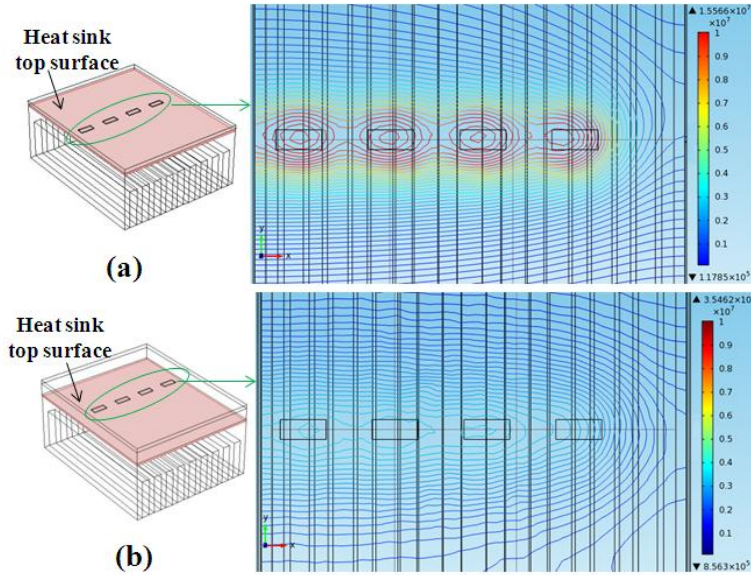 Heat sink
top surface
▲ 1.5566×10⁷
×10⁷
1
0.9
0.8
0.7
0.6
0.5
0.4
0.3
0.2
0.1
▼ 1.1785×10⁵
y
x
(a)
Heat sink
top surface
▲ 3.5462×10
×10⁷
1
0.9
0.8
0.7
0.6
0.5
0.4
0.3
0.2
0.1
▼ 8.563×10⁵
y
x
(b)